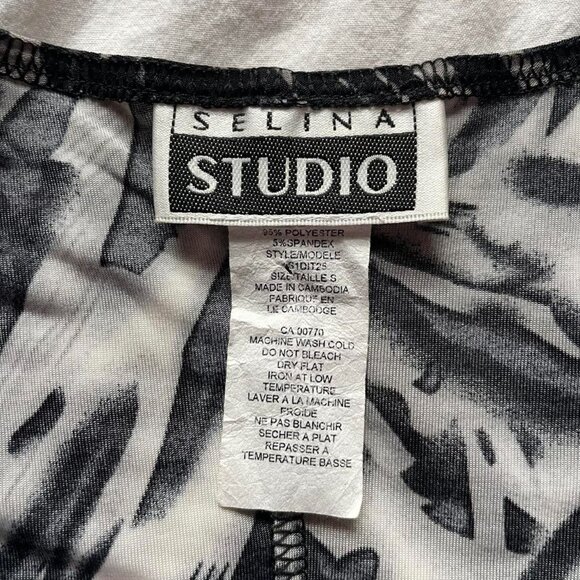 SELINA
STUDIO
95% POLYESTER
5%SPANDEX
STYLE/MODELE
S1DIT25
SIZE/TAILLE S
MADE IN CAMBODIA
FABRIQUE EN
LE CAMBODGE
CA 00770
MACHINE WASH COLD
DO NOT BLEACH
DRY FLAT
IRON AT LOW
TEMPERATURE
LAVER A LA MACHINE
FROIDE
NE PAS BLANCHIR
SECHER A PLAT
REPASSER A
TEMPERATURE BASSE